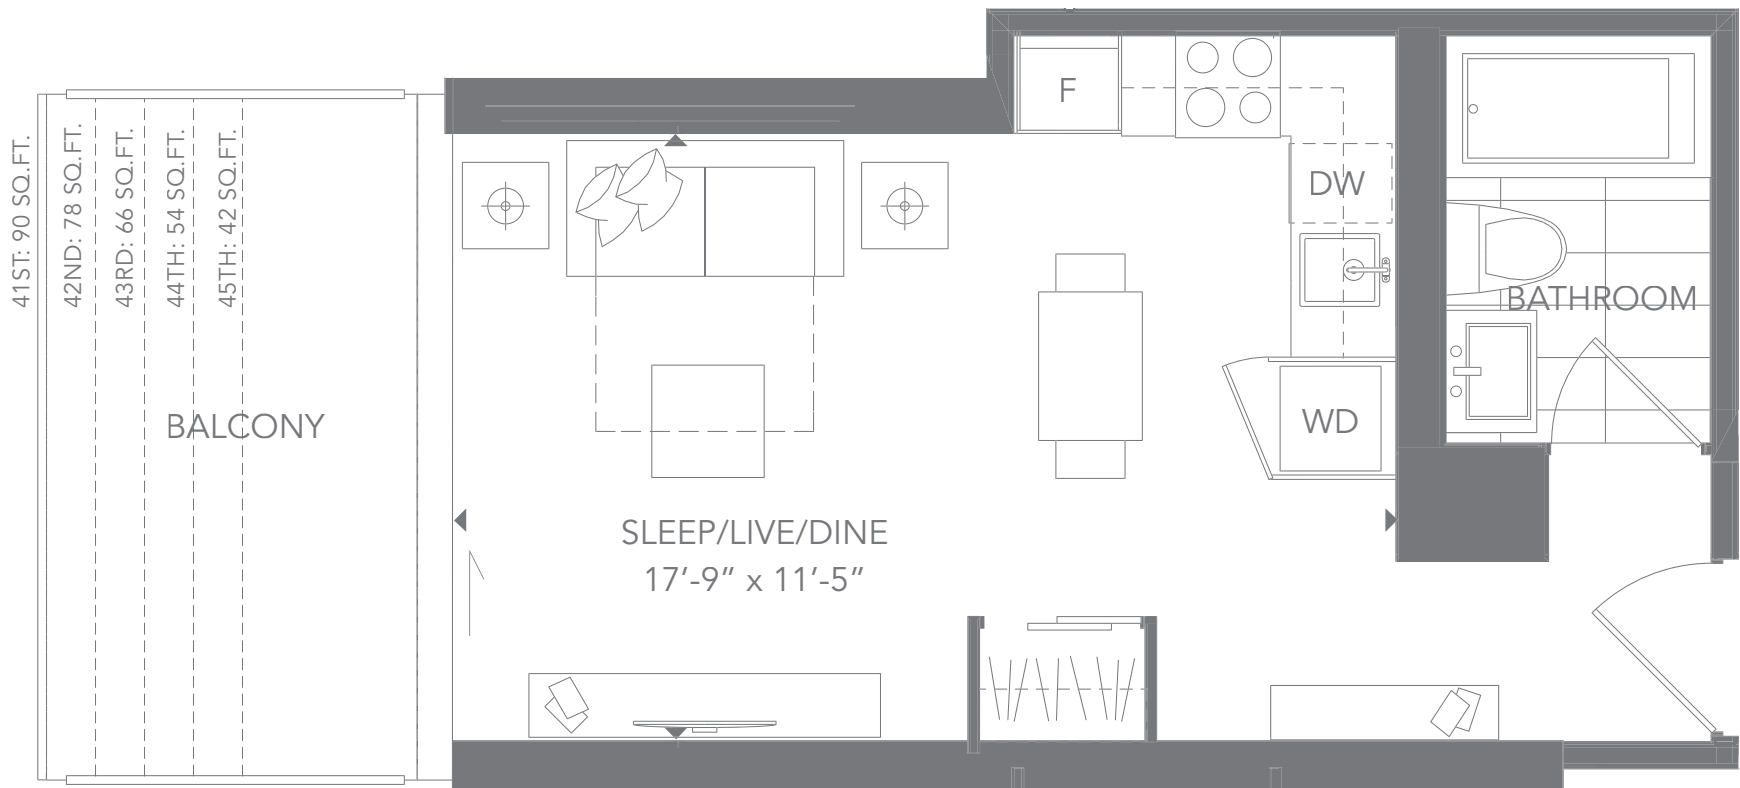 41ST: 90 SQ.FT.
42ND: 78 SQ.FT.
43RD: 66 SQ.FT.
44TH: 54 SQ.FT.
45TH: 42 SQ.FT.
BALCONY
F
DW
BATHROOM
WD
SLEEP/LIVE/DINE
17’-9” x 11’-5”